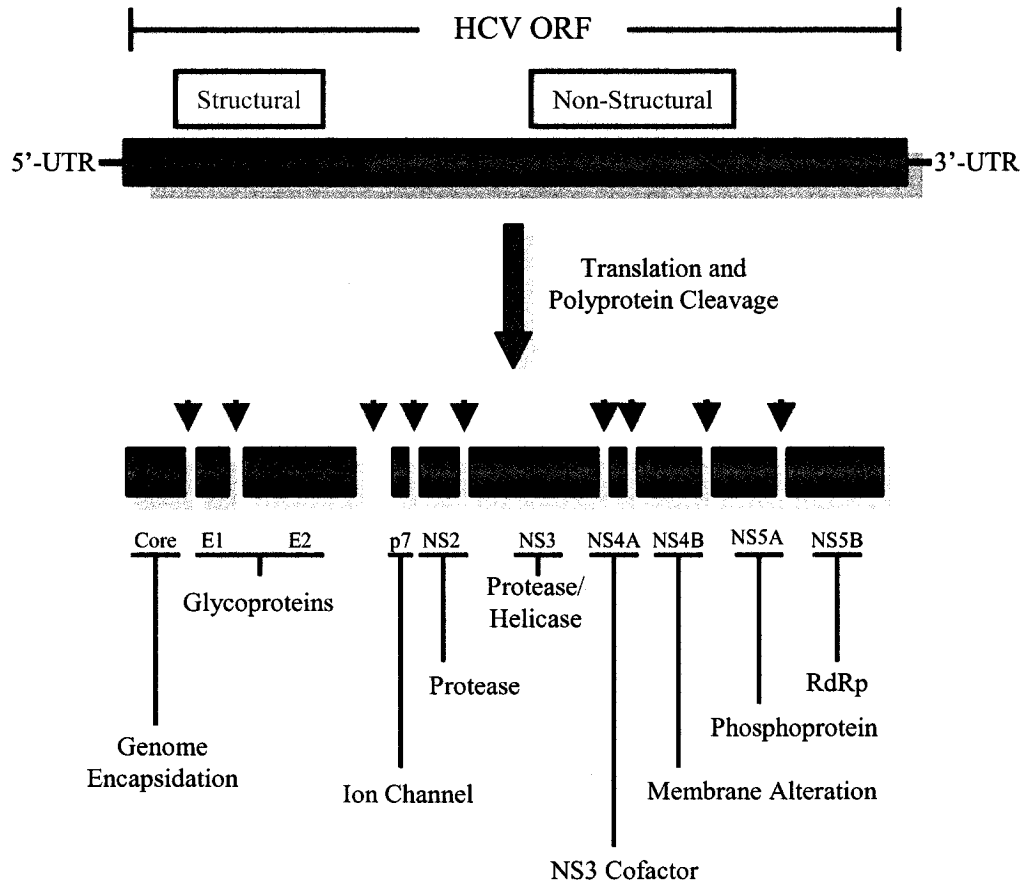 HCV ORF
Structural
Non-Structural
5’-UTR
3’-UTR
Translation and
Polyprotein Cleavage
Core
E1
E2
p7
NS2
NS3
NS4A
NS4B
NS5A
NS5B
Glycoproteins
Protease/
Helicase
Protease
RdRp
Phosphoprotein
Genome
Encapsidation
Ion Channel
Membrane Alteration
NS3 Cofactor